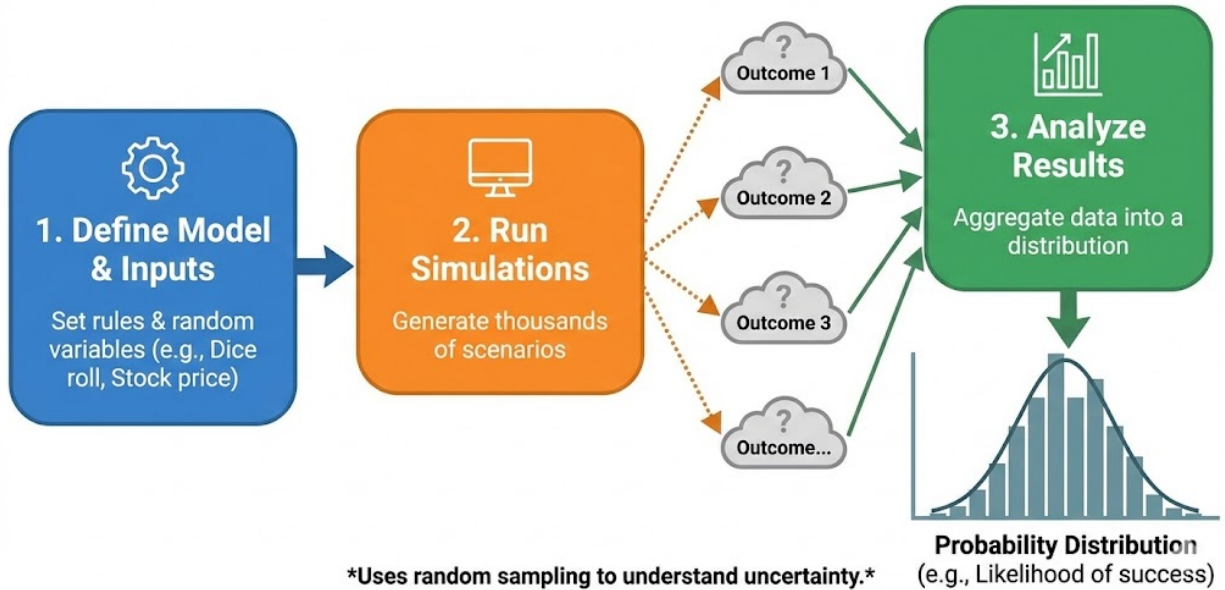 1. Define Model
& Inputs
Set rules & random
variables (e.g., Dice
roll, Stock price)
2. Run
Simulations
Generate thousands
of scenarios
?
Outcome 1
?
Outcome 2
?
Outcome 3
?
Outcome...
3. Analyze
Results
Aggregate data into a
distribution
Probability Distribution
(e.g., Likelihood of success)
*Uses random sampling to understand uncertainty.*